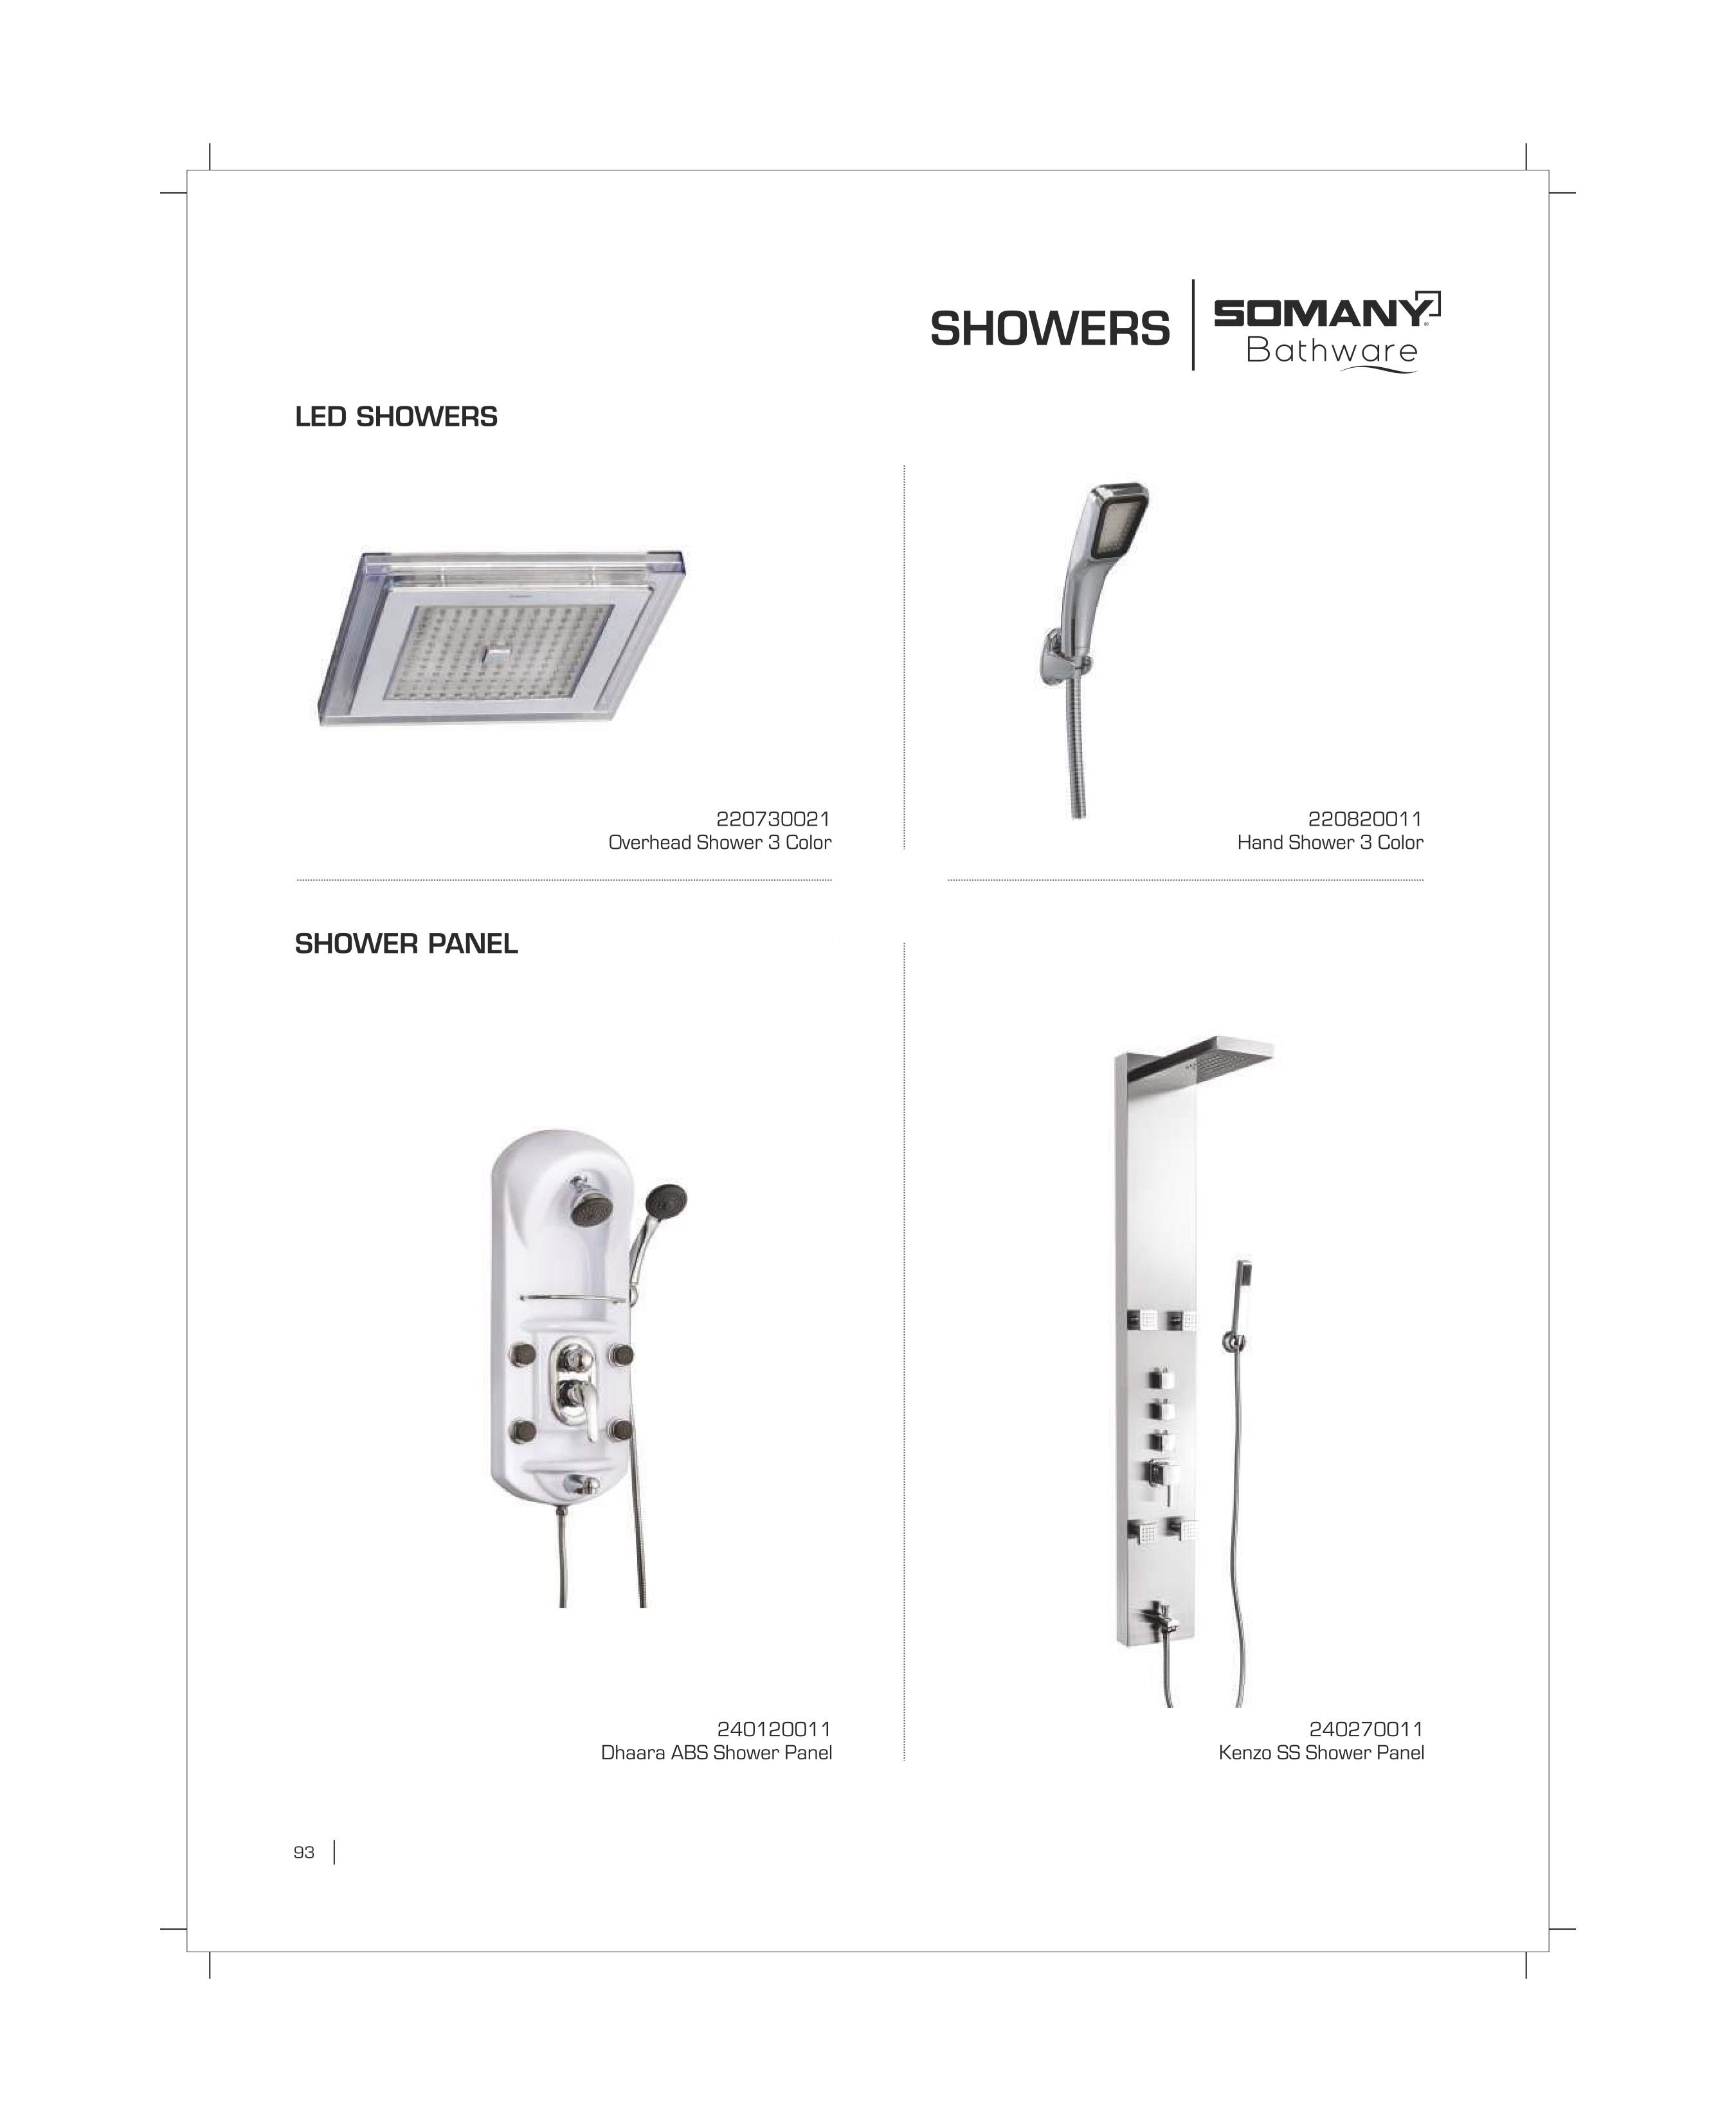 SHOWERS
SOMANY
Bathware
LED SHOWERS
220730021
Overhead Shower 3 Color
220820011
Hand Shower 3 Color
SHOWER PANEL
240120011
Dhaara ABS Shower Panel
240270011
Kenzo SS Shower Panel
93